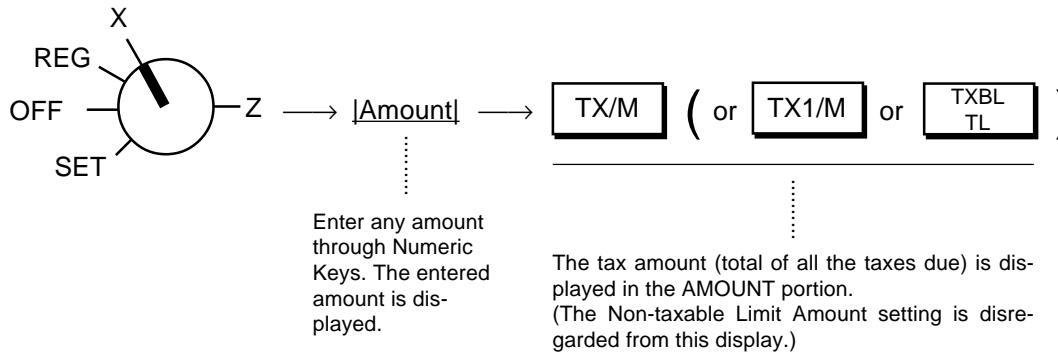 X
REG
OFF
SET
Z
|Amount|
TX/M
( or
TX1/M
or
TXBL
TL
)
Enter any amount
through Numeric
Keys. The entered
amount is dis-
played.
The tax amount (total of all the taxes due) is dis-
played in the AMOUNT portion.
(The Non-taxable Limit Amount setting is disre-
garded from this display.)